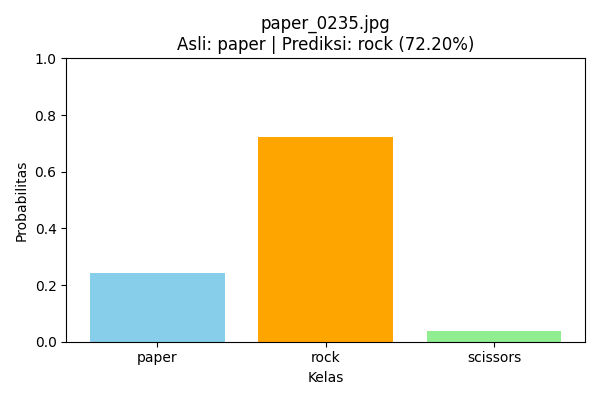 paper_0235.jpg
Asli: paper | Prediksi: rock (72.20%)
1.0
0.8
0.6
0.4
0.2
0.0
Probabilitas
paper rock scissors
Kelas